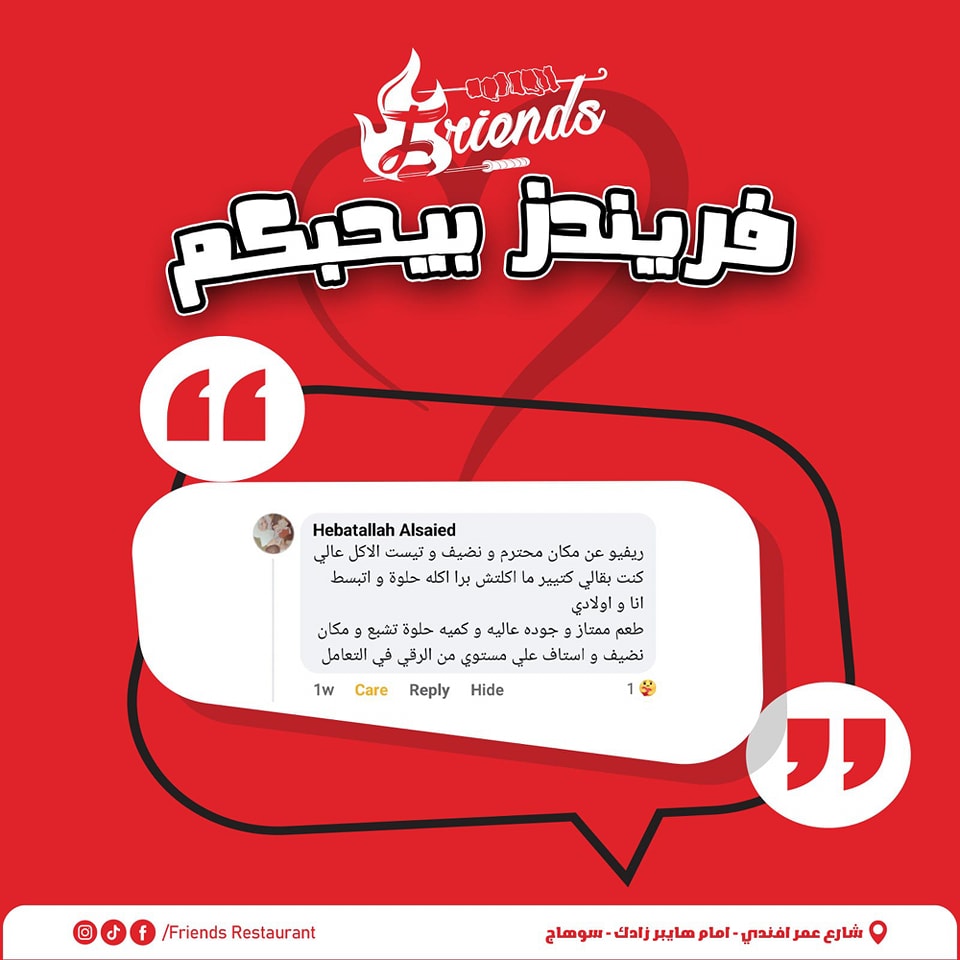 Friends
فريندز بيحبكم
Hebatallah Alsaied
ريفيو عن مكان محترم و نضيف و تيست الاكل عالي
كنت بقالي كتييير ما اكلتش برا اكله حلوة و اتبسط
انا و اولادي
طعم ممتاز و جوده عاليه و كميه حلوة تشبع و مكان
نضيف و استاف علي مستوي من الرقي في التعامل
1w Care Reply Hide 1
/Friends Restaurant
شارع عمر افندي - امام هايبر زادك - سوهاج